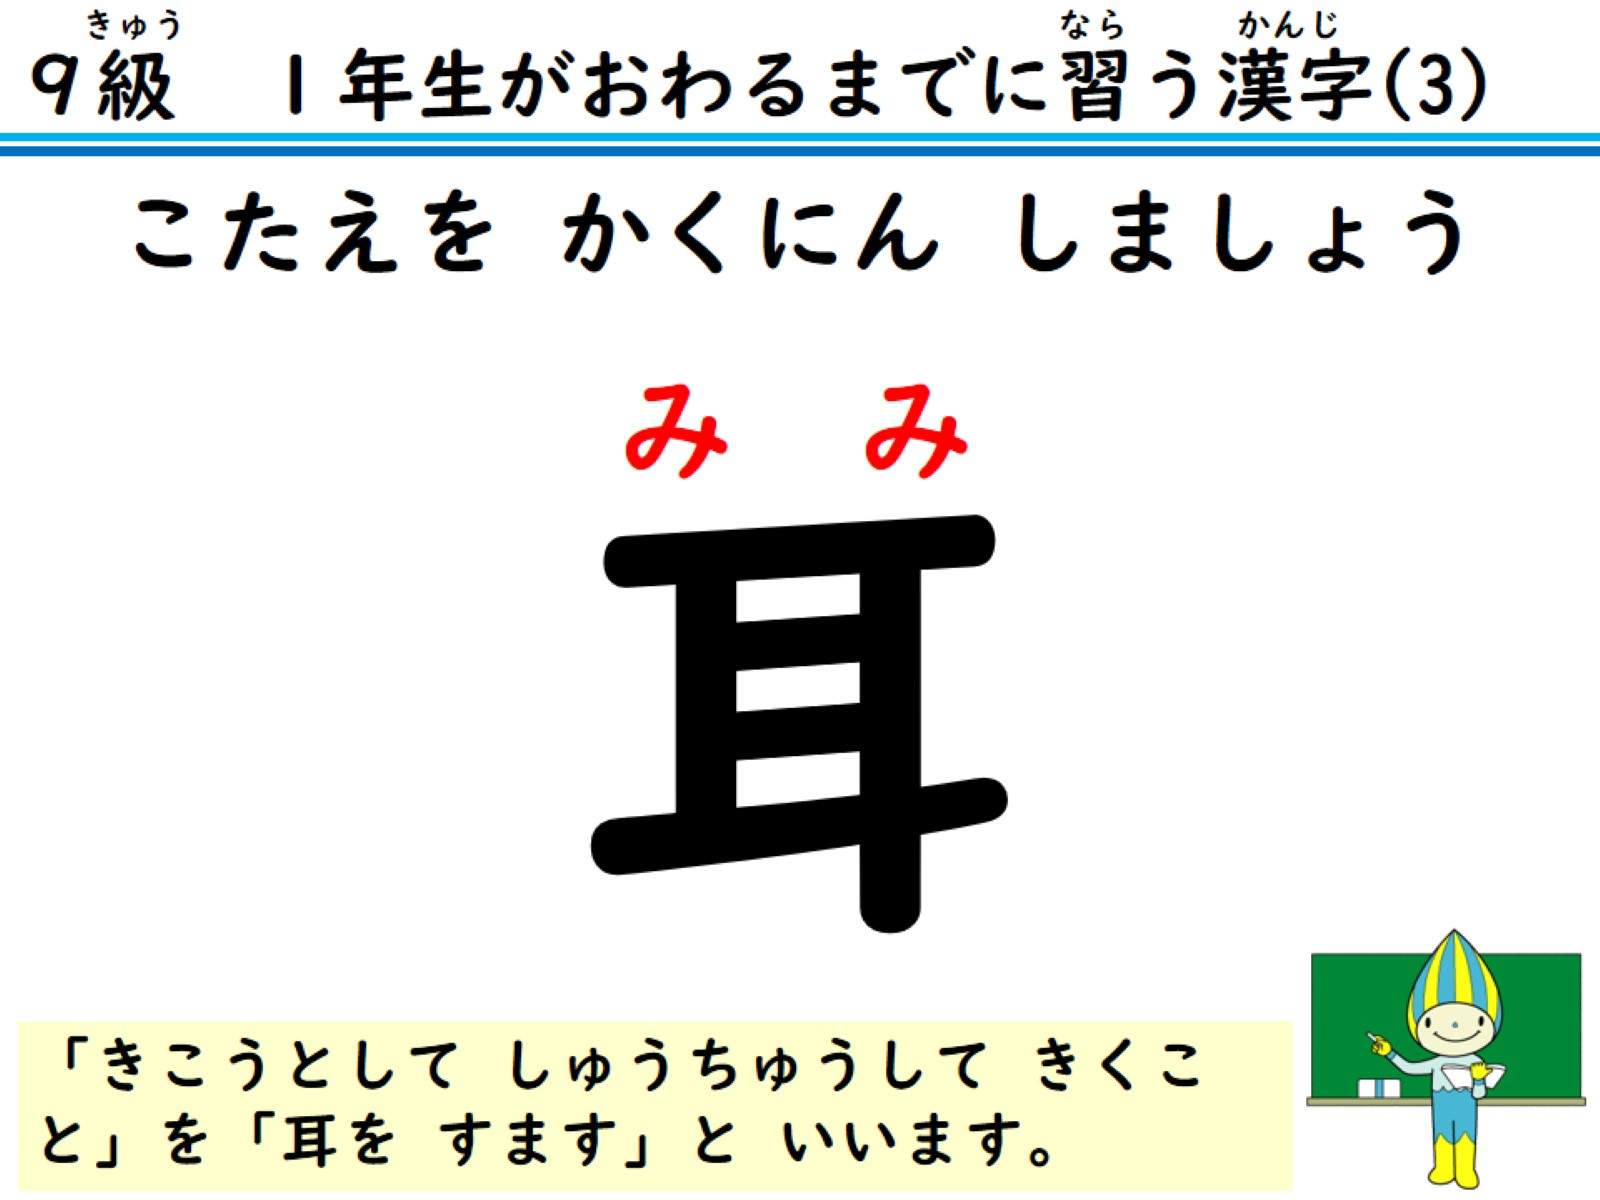 きゅう なら かんじ
9級 1年生がおわるまでに習う漢字(3)
こたえを かくにん しましょう
み み
耳
「きこうとして しゅうちゅうして きくこ
と」を「耳を すます」と いいます。